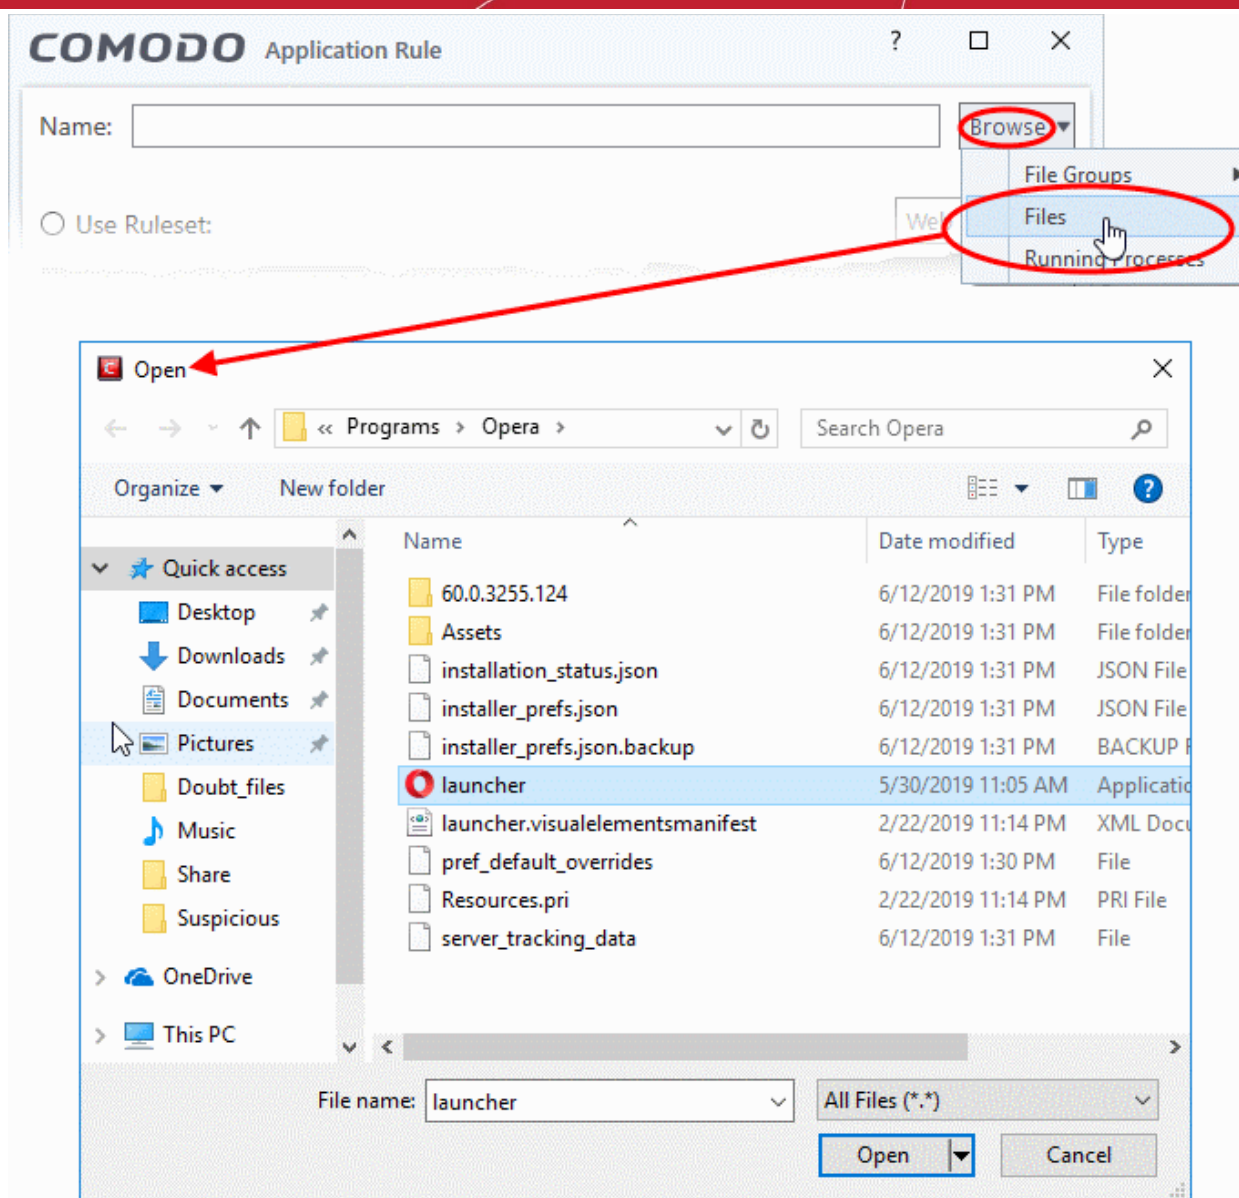 COMODO Application Rule ?
Name: Browse
File Groups
Use Ruleset: Files
Running Processes
Open
« Programs > Opera > Search Opera
Organize New folder ?
Name Date modified Type
Quick access
Desktop
Downloads
Documents
Pictures
Doubt_files
Music
Share
Suspicious
OneDrive
This PC
60.0.3255.124 6/12/2019 1:31 PM File folder
Assets 6/12/2019 1:31 PM File folder
installation_status.json 6/12/2019 1:31 PM JSON File
installer_prefs.json 6/12/2019 1:31 PM JSON File
installer_prefs.json.backup 6/12/2019 1:31 PM BACKUP
launcher 5/30/2019 11:05 AM Applicatio
launcher.visualelementsmanifest 2/22/2019 11:14 PM XML Docu
pref_default_overrides 6/12/2019 1:30 PM File
Resources.pri 2/22/2019 11:14 PM PRI File
server_tracking_data 6/12/2019 1:31 PM File
File name: launcher All Files (*.*)
Open Cancel